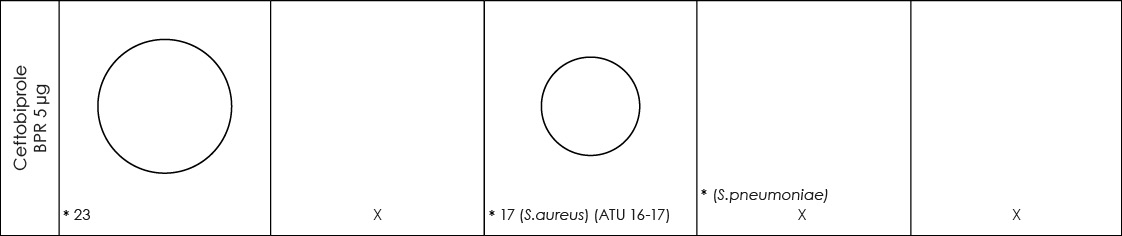 Ceftobiprole
BPR 5 µg
* 23
X
* 17 (S.aureus) (ATU 16-17)
* (S.pneumoniae)
X
X